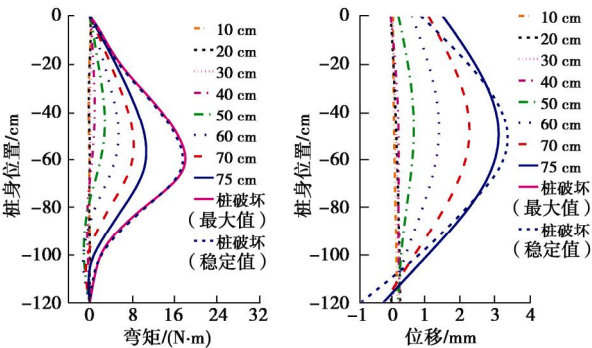 0
-20
-40
-60
-80
-100
-120
桩身位置/cm
0
8
16
24
32
弯矩/(N·m)
10 cm
20 cm
30 cm
40 cm
50 cm
60 cm
70 cm
75 cm
桩破坏
(最大值)
桩破坏
(稳定值)
0
-20
-40
-60
-80
-100
-120
桩身位置/cm
-1
0
1
2
3
4
位移/mm
10 cm
20 cm
30 cm
40 cm
50 cm
60 cm
70 cm
75 cm
桩破坏
(最大值)
桩破坏
(稳定值)